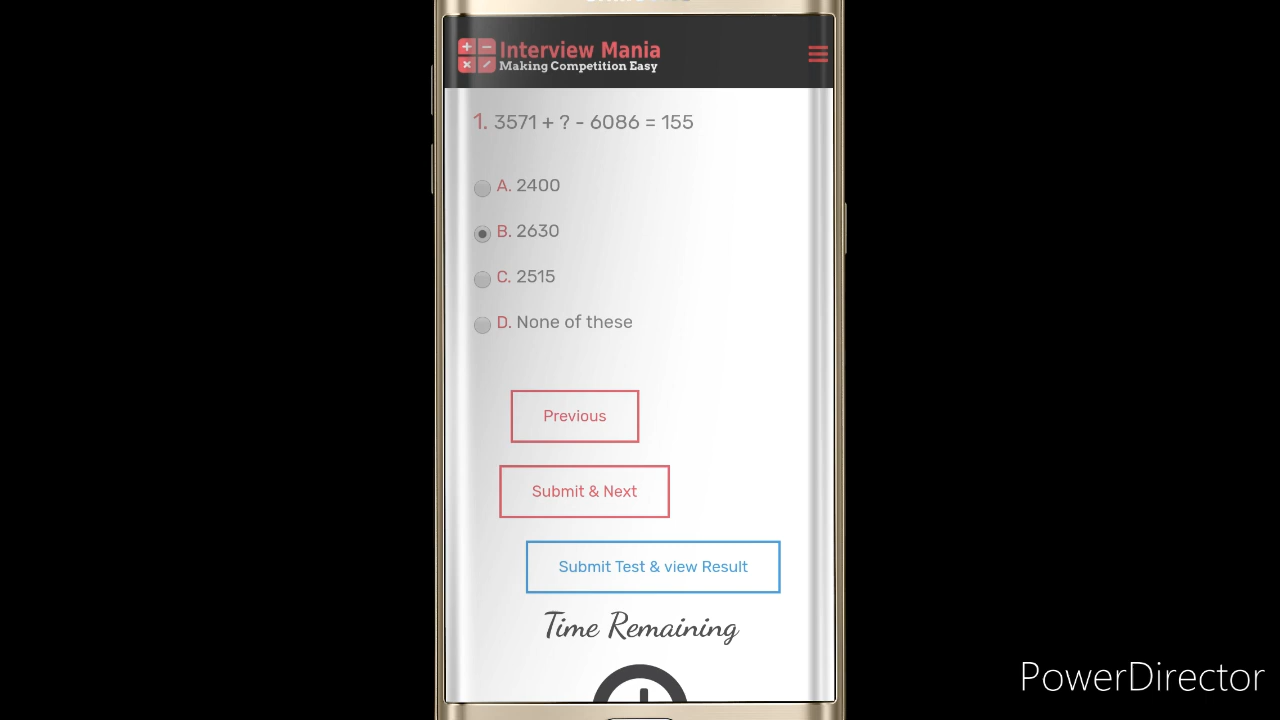 Interview Mania
Making Competition Easy
1. 3571 + ? - 6086 = 155
A. 2400
B. 2630
C. 2515
D. None of these
Previous
Submit & Next
Submit Test & view Result
Time Remaining
PowerDirector